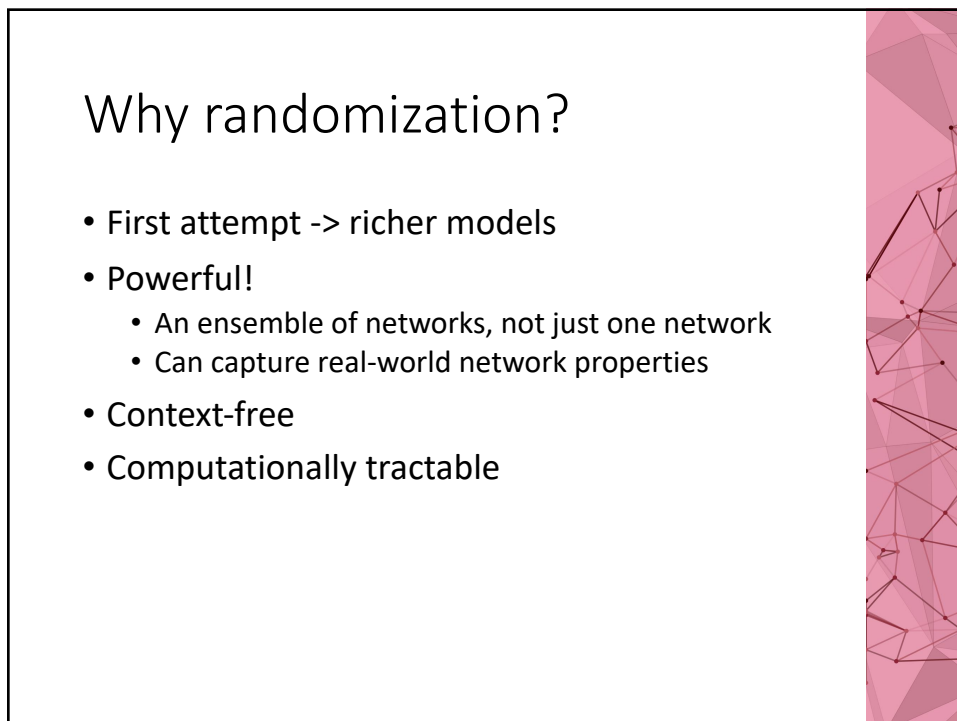 Why randomization?
• First attempt -> richer models
• Powerful!
• An ensemble of networks, not just one network
• Can capture real-world network properties
• Context-free
• Computationally tractable